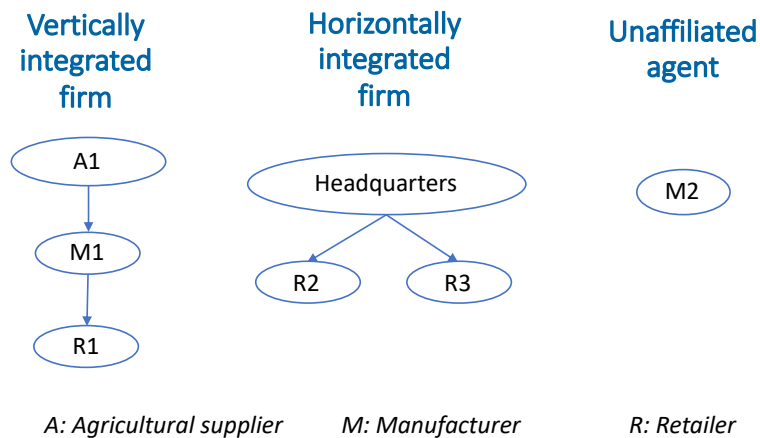 Vertically
integrated
firm
Horizontally
integrated
firm
Unaffiliated
agent
A1
M1
R1
Headquarters
R2
R3
M2
A: Agricultural supplier
M: Manufacturer
R: Retailer